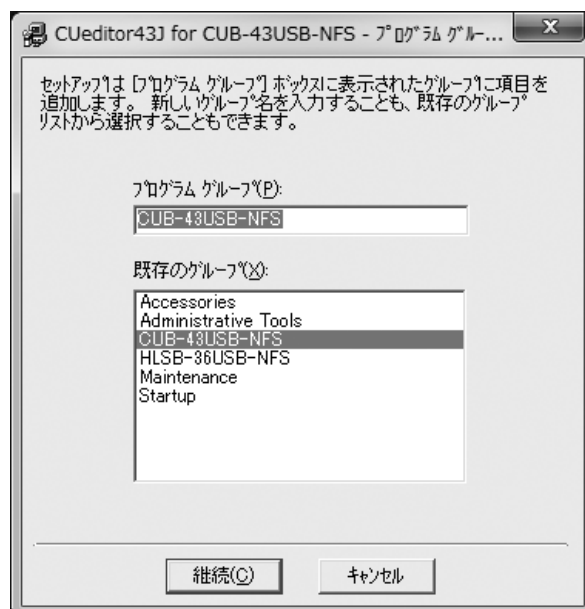 CUeditor43J for CUB-43USB-NFS - ﾌﾟﾛｸﾞﾗﾑ ｸﾞﾙｰ...
ｾｯﾄｱｯﾌﾟは [ﾌﾟﾛｸﾞﾗﾑ ｸﾞﾙｰﾌﾟ] ﾎﾞｯｸｽに表示されたｸﾞﾙｰﾌﾟに項目を
追加します。 新しいｸﾞﾙｰﾌﾟ名を入力することも、既存のｸﾞﾙｰﾌﾟ
ﾘｽﾄから選択することもできます。
ﾌﾟﾛｸﾞﾗﾑ ｸﾞﾙｰﾌﾟ(P):
CUB-43USB-NFS
既存のｸﾞﾙｰﾌﾟ(X):
Accessories
Administrative Tools
CUB-43USB-NFS
HLSB-36USB-NFS
Maintenance
Startup
継続(C)
ｷｬﾝｾﾙ